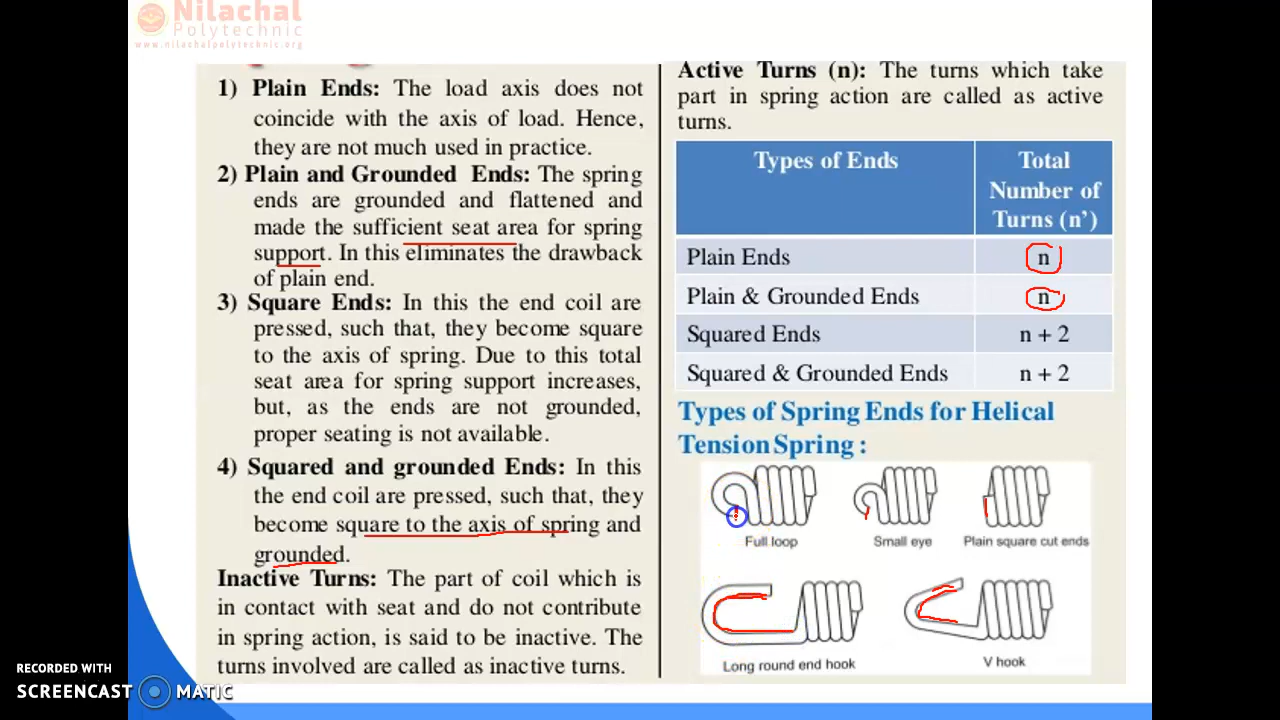 Nilachal
Polytechnic
www.nilachalpolytechnic.org
1) Plain Ends: The load axis does not
coincide with the axis of load. Hence,
they are not much used in practice.
2) Plain and Grounded Ends: The spring
ends are grounded and flattened and
made the sufficient seat area for spring
support. In this eliminates the drawback
of plain end.
3) Square Ends: In this the end coil are
pressed, such that, they become square
to the axis of spring. Due to this total
seat area for spring support increases,
but, as the ends are not grounded,
proper seating is not available.
4) Squared and grounded Ends: In this
the end coil are pressed, such that, they
become square to the axis of spring and
grounded.
Inactive Turns: The part of coil which is
in contact with seat and do not contribute
in spring action, is said to be inactive. The
turns involved are called as inactive turns.
Active Turns (n): The turns which take
part in spring action are called as active
turns.
Types of Ends
Total
Number of
Turns (n’)
Plain Ends n
Plain & Grounded Ends n
Squared Ends n + 2
Squared & Grounded Ends n + 2
Types of Spring Ends for Helical
Tension Spring :
Full loop
Small eye
Plain square cut ends
Long round end hook
V hook
RECORDED WITH
SCREENCAST MATIC